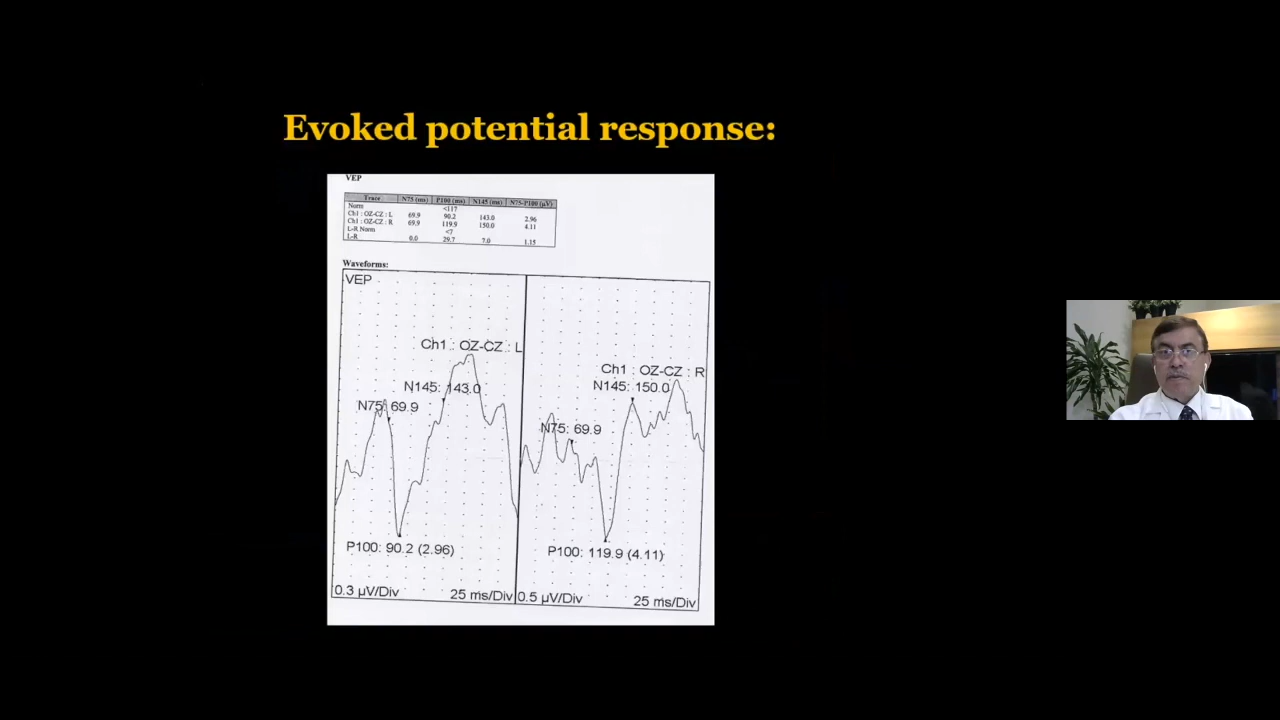 Evoked potential response:
VEP
Trace N75 (ms) P100 (ms) N145 (ms) N75-P100 (µV)
Norm <117
Ch1 : OZ-CZ : L 69.9 90.2 143.0 2.96
Ch1 : OZ-CZ : R 69.9 119.9 150.0 4.11
L-R Norm <7
L-R 0.0 29.7 7.0 1.15
Waveforms:
VEP
Ch1 : OZ-CZ : L
N145: 143.0
N75: 69.9
P100: 90.2 (2.96)
0.3 µV/Div 25 ms/Div
Ch1 : OZ-CZ : R
N145: 150.0
N75: 69.9
P100: 119.9 (4.11)
0.5 µV/Div 25 ms/Div